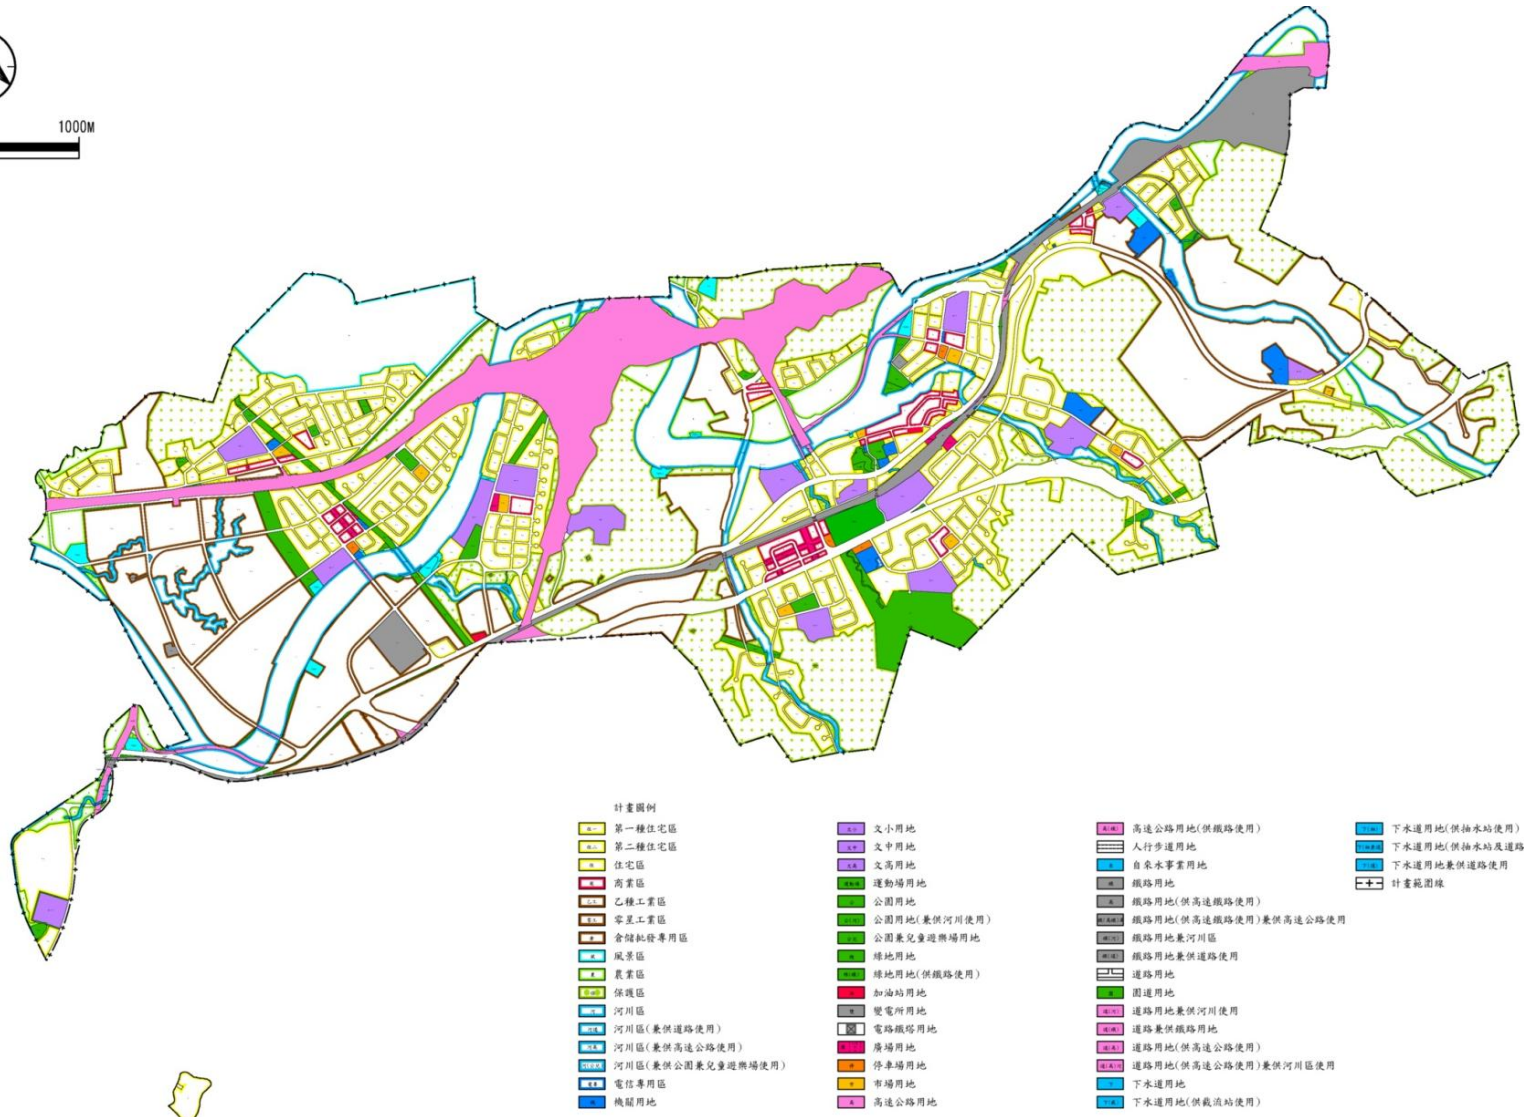 1000M
計畫圖例
第一種住宅區
第二種住宅區
住宅區
商業區
乙種工業區
零星工業區
倉儲批發專用區
風景區
農業區
保護區
河川區
河川區(兼供道路使用)
河川區(兼供高速公路使用)
河川區(兼供公園兼兒童遊樂場使用)
電信專用區
機關用地
文小用地
文中用地
文高用地
運動場用地
公園用地
公園用地(兼供河川使用)
公園兼兒童遊樂場用地
綠地用地
綠地用地(供鐵路使用)
加油站用地
變電所用地
電路鐵塔用地
廣場用地
停車場用地
市場用地
高速公路用地
高速公路用地(供鐵路使用)
人行步道用地
自來水事業用地
鐵路用地
鐵路用地(供高速鐵路使用)
鐵路用地(供高速鐵路使用)兼供高速公路使用
鐵路用地兼河川區
鐵路用地兼供道路使用
道路用地
園道用地
道路用地兼供河川使用
道路兼供鐵路用地
道路用地(供高速公路使用)
道路用地(供高速公路使用)兼供河川區使用
下水道用地
下水道用地(供截流站使用)
下水道用地(供抽水站使用)
下水道用地(供抽水站及道路
下水道用地兼供道路使用
計畫範圍線